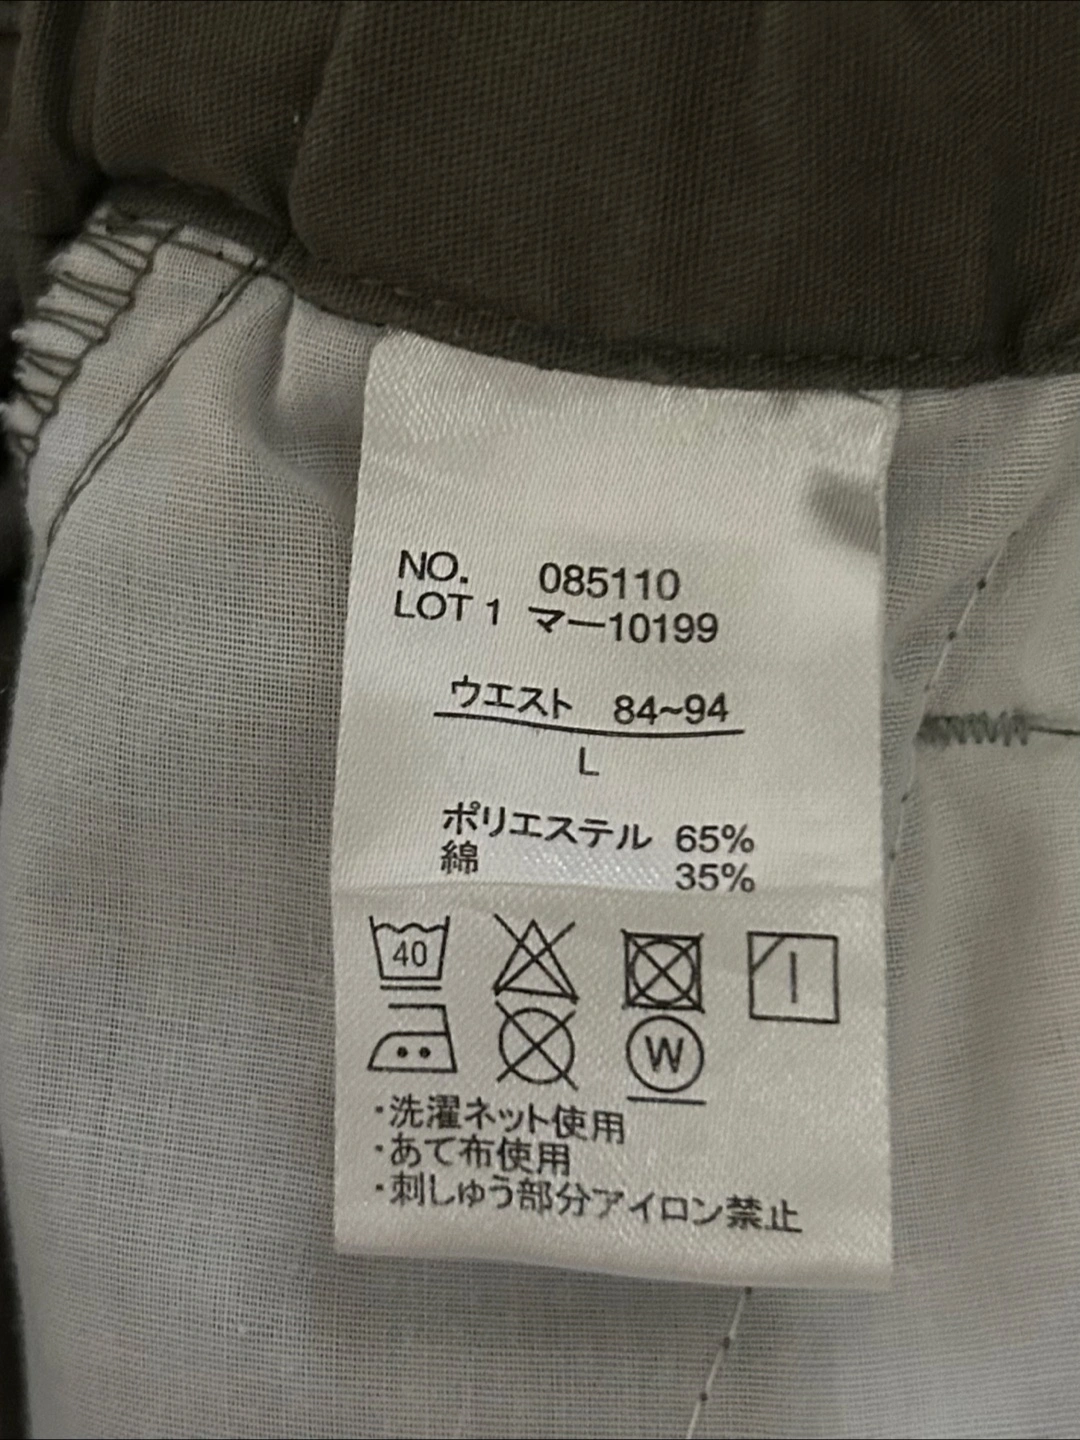 NO. 085110
LOT 1 マー10199
ウエスト 84~94
L
ポリエステル 65%
綿 35%
40
W
・洗濯ネット使用
・あて布使用
・刺しゅう部分アイロン禁止